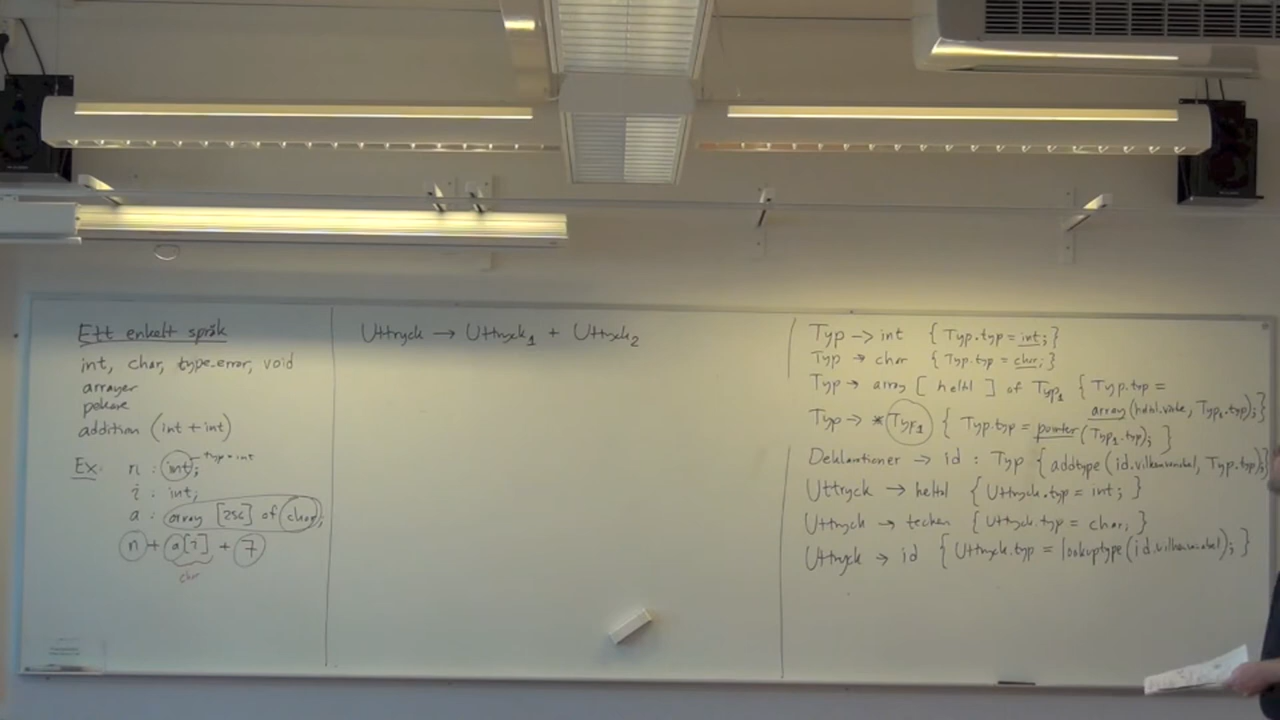 Ett enkelt språk
int, char, type-error, void
arrayer
pekare
addition (int + int)
Ex: n : int; typ=int
i : int;
a : array [256] of char;
n + a[i] + 7
char
Uttryck → Uttryck₁ + Uttryck₂
Typ → int { Typ.typ = int; }
Typ → char { Typ.typ = char; }
Typ → array [ heltal ] of Typ₁ { Typ.typ =
array(heltal.värde, Typ₁.typ); }
Typ → *Typ₁ { Typ.typ = pointer(Typ₁.typ); }
Deklarationer → id : Typ { addtype(id.vilkenvariabel, Typ.typ); }
Uttryck → heltal { Uttryck.typ = int; }
Uttryck → tecken { Uttryck.typ = char; }
Uttryck → id { Uttryck.typ = lookuptype(id.vilkenvariabel); }